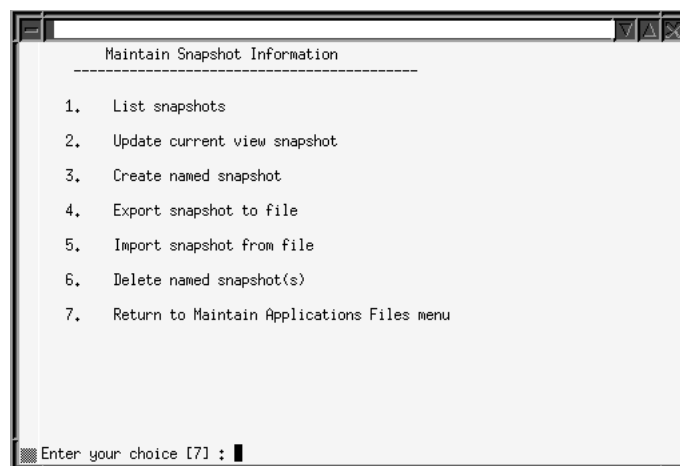 Maintain Snapshot Information
-------------------------------------------
1. List snapshots
2. Update current view snapshot
3. Create named snapshot
4. Export snapshot to file
5. Import snapshot from file
6. Delete named snapshot(s)
7. Return to Maintain Applications Files menu
Enter your choice [7] :